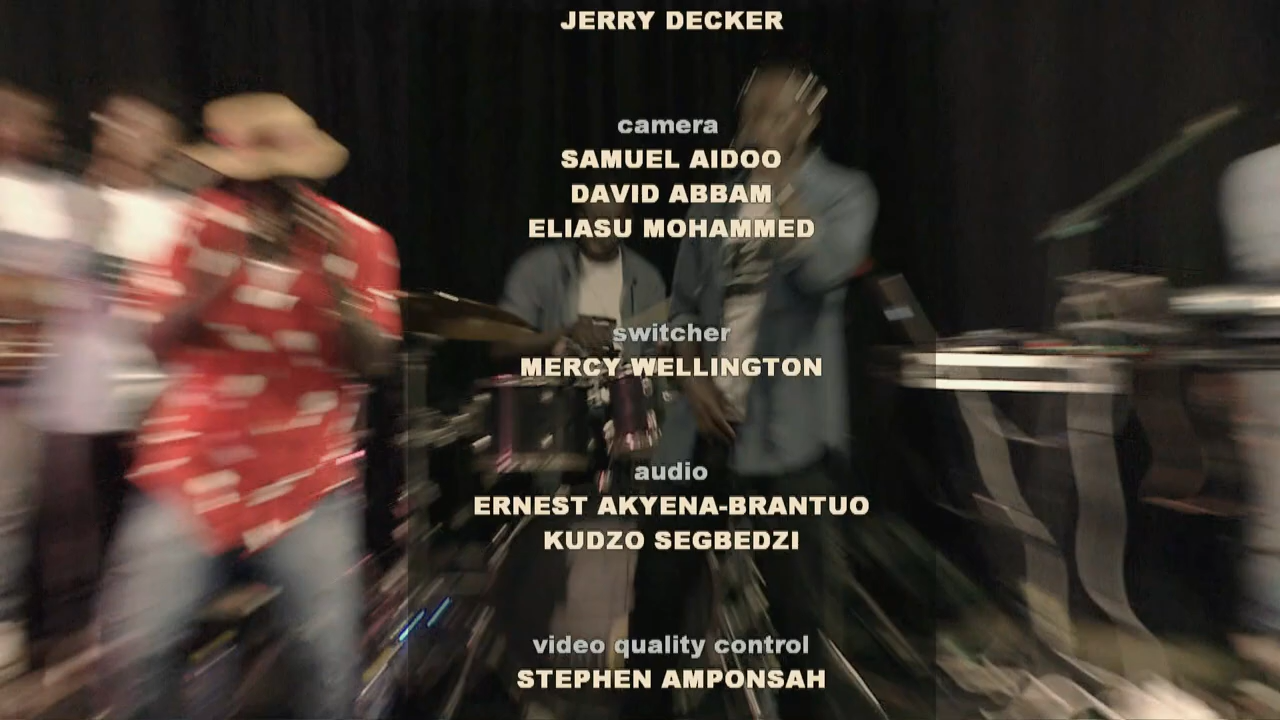 JERRY DECKER
camera
SAMUEL AIDOO
DAVID ABBAM
ELIASU MOHAMMED
switcher
MERCY WELLINGTON
audio
ERNEST AKYENA-BRANTUO
KUDZO SEGBEDZI
video quality control
STEPHEN AMPONSAH